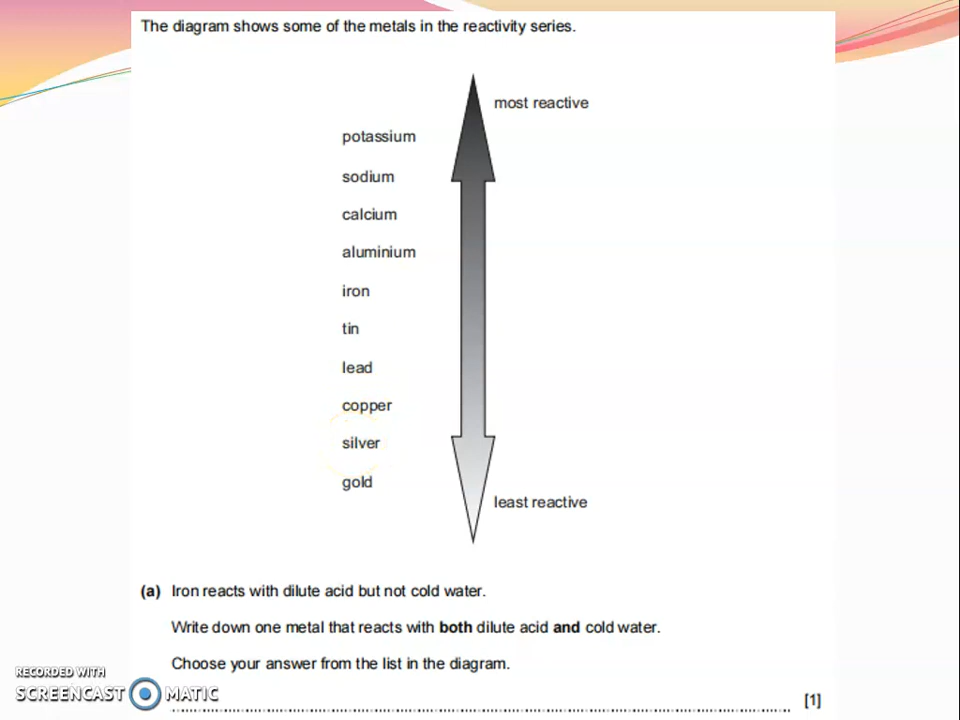 The diagram shows some of the metals in the reactivity series.
most reactive
potassium
sodium
calcium
aluminium
iron
tin
lead
copper
silver
gold
least reactive
(a) Iron reacts with dilute acid but not cold water.
Write down one metal that reacts with both dilute acid and cold water.
Choose your answer from the list in the diagram.
[1]
RECORDED WITH
SCREENCAST MATIC